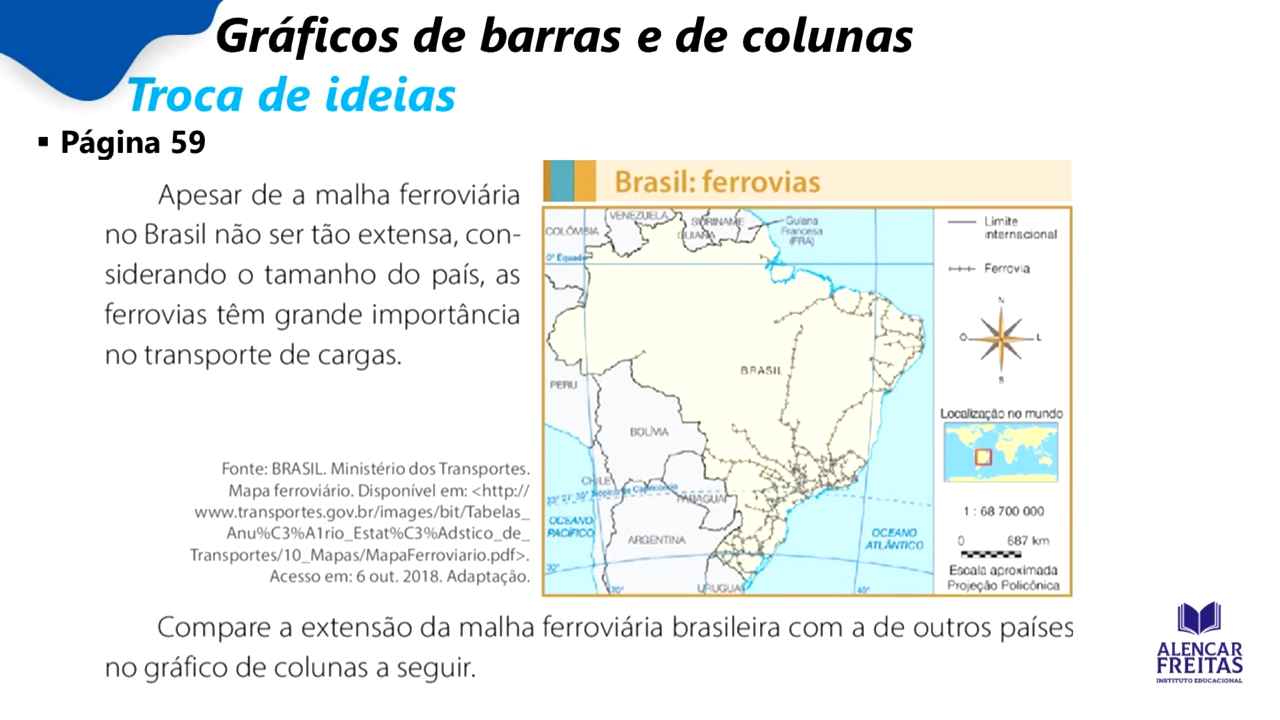 Gráficos de barras e de colunas
Troca de ideias
▪ Página 59
Apesar de a malha ferroviária
no Brasil não ser tão extensa, con-
siderando o tamanho do país, as
ferrovias têm grande importância
no transporte de cargas.
Fonte: BRASIL. Ministério dos Transportes.
Mapa ferroviário. Disponível em: <http://
www.transportes.gov.br/images/bit/Tabelas_
Anu%C3%A1rio_Estat%C3%Adstico_de_
Transportes/10_Mapas/MapaFerroviario.pdf>.
Acesso em: 6 out. 2018. Adaptação.
Brasil: ferrovias
VENEZUELA
SURINAME
GUIANA
Guiana
Francesa
(FRA)
COLÔMBIA
0° Equador
BRASIL
PERU
BOLÍVIA
CHILE
23° 27' 30" Trópico de Capricórnio
PARAGUAI
OCEANO
PACÍFICO
ARGENTINA
OCEANO
ATLÂNTICO
30°
70°
URUGUAI
40°
Limite
internacional
Ferrovia
N
O
L
S
Localização no mundo
1 : 68 700 000
0 687 km
Escala aproximada
Projeção Policônica
Compare a extensão da malha ferroviária brasileira com a de outros países
no gráfico de colunas a seguir.
ALENCAR
FREITAS
INSTITUTO EDUCACIONAL